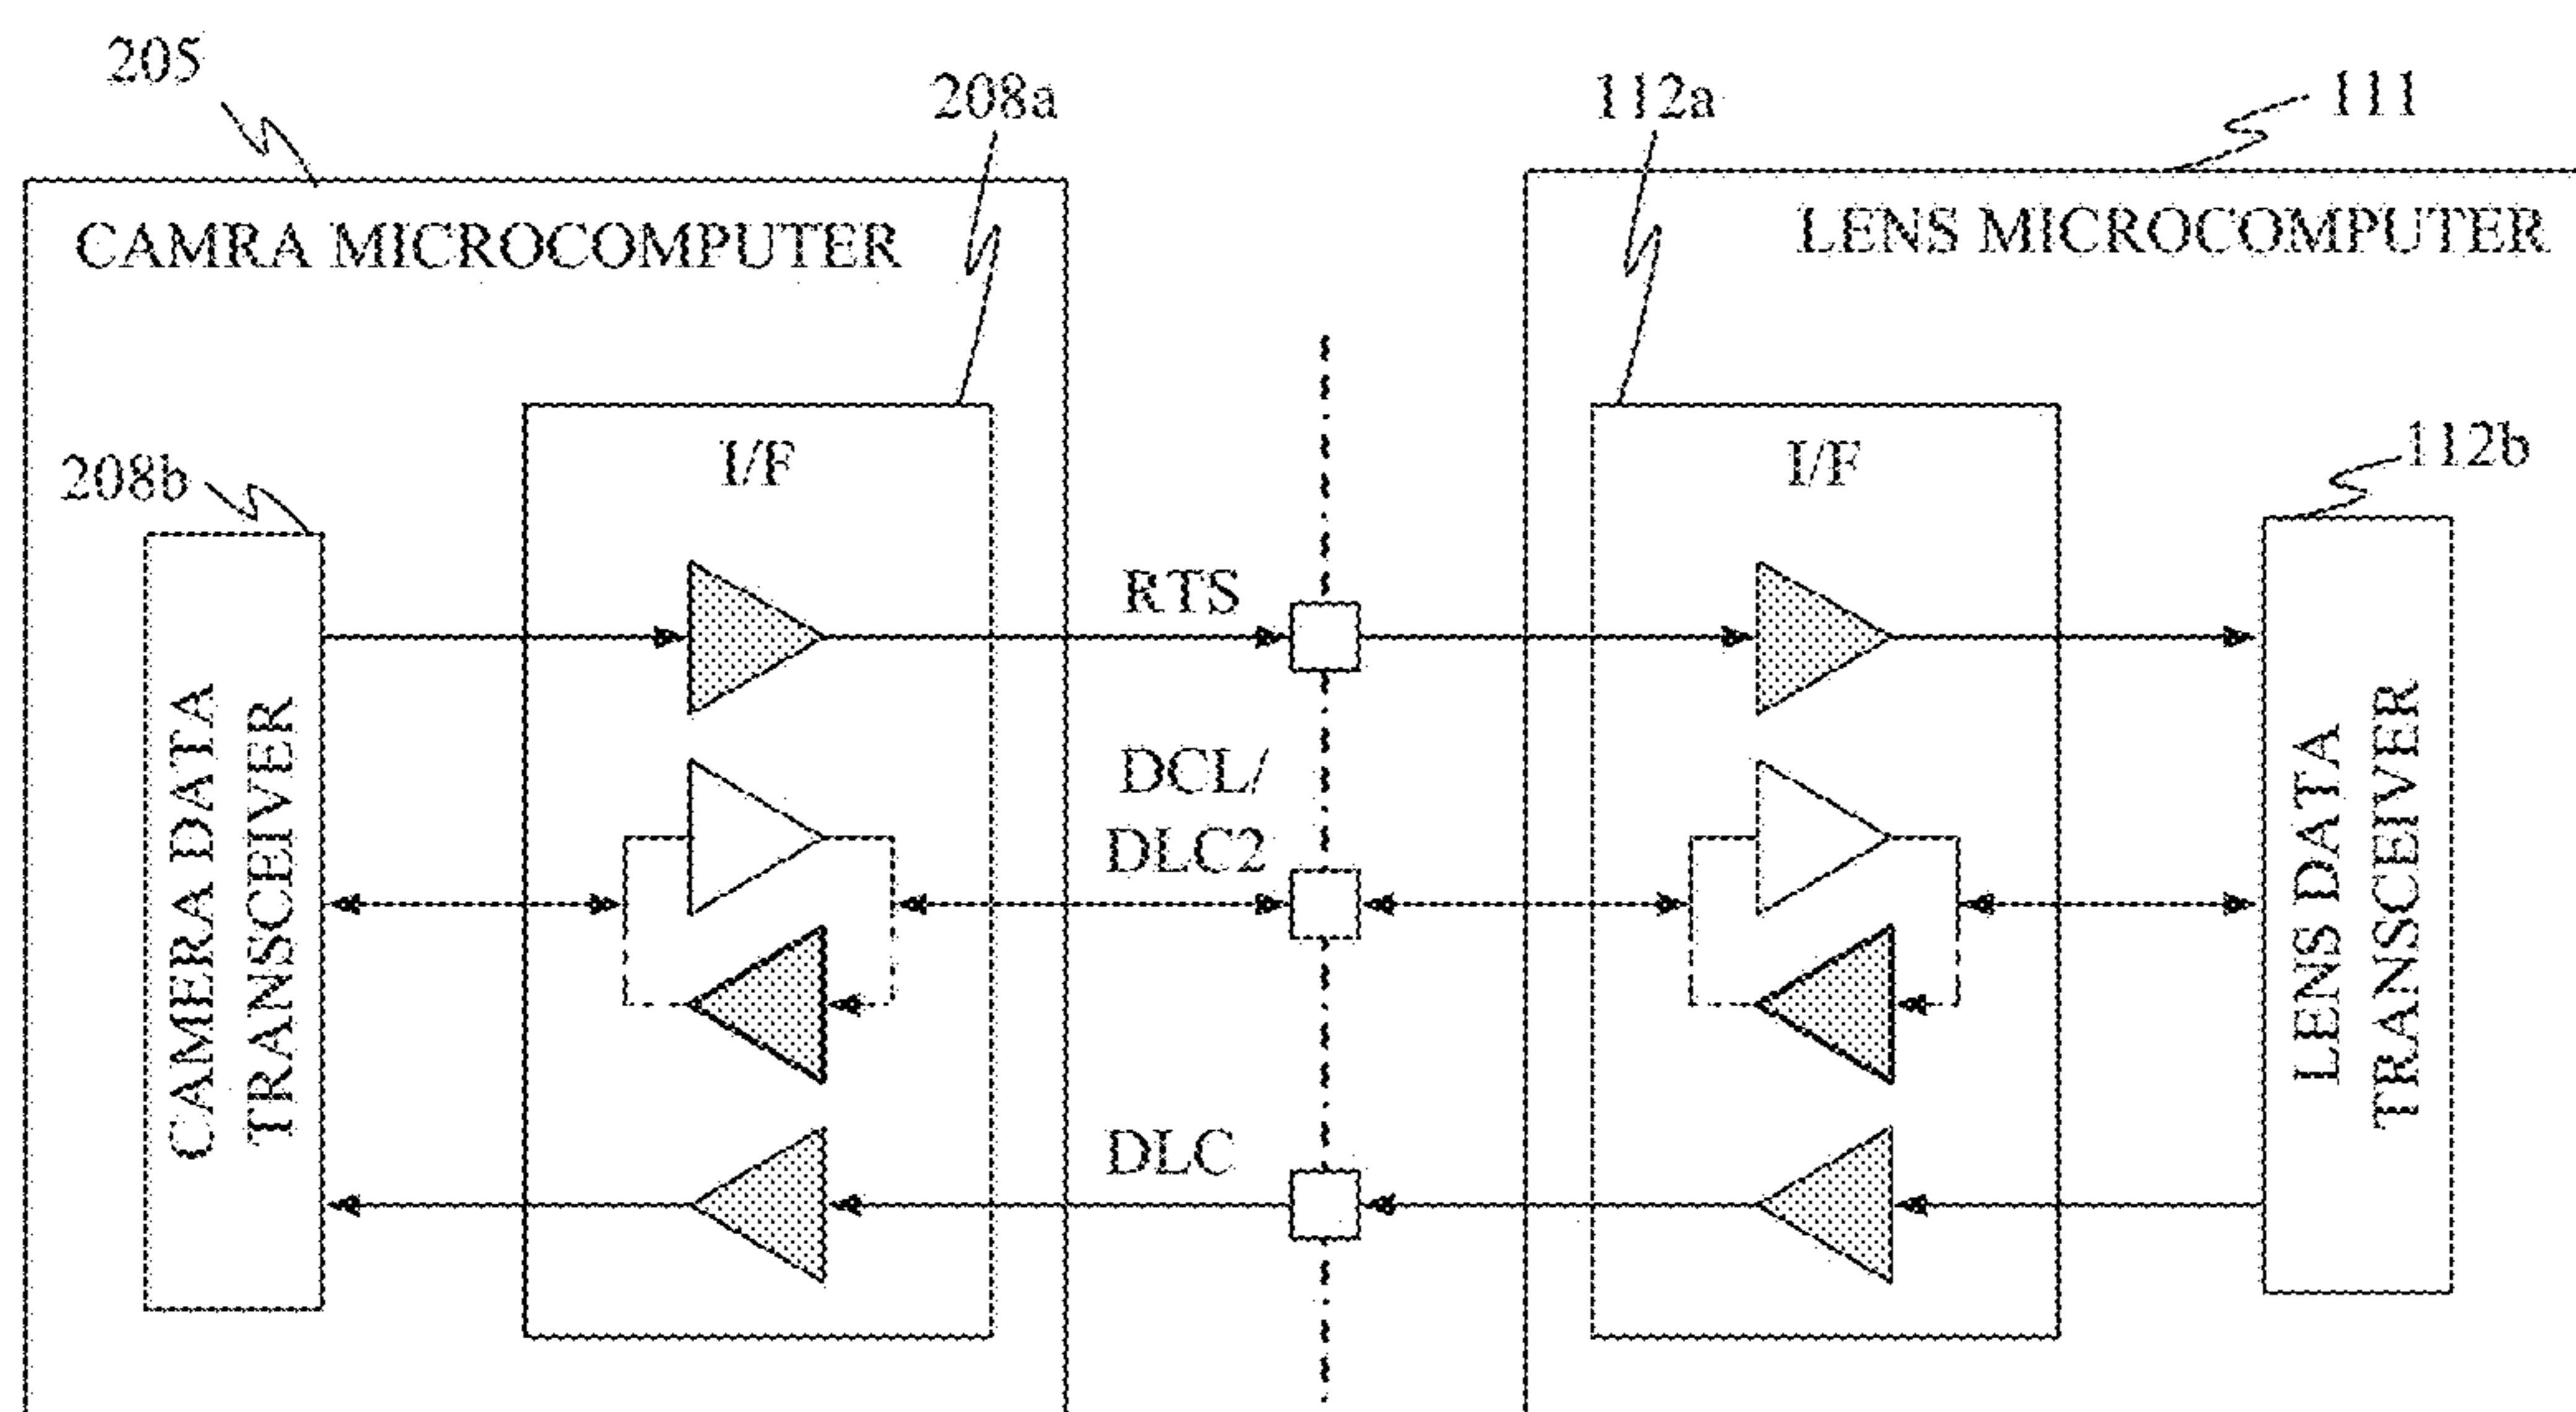 205
208a
112a
111
CAMRA MICROCOMPUTER
LENS MICROCOMPUTER
208b
I/F
I/F
112b
RTS
DCL/
DLC2
DLC
CAMERA DATA
TRANSCEIVER
LENS DATA
TRANSCEIVER